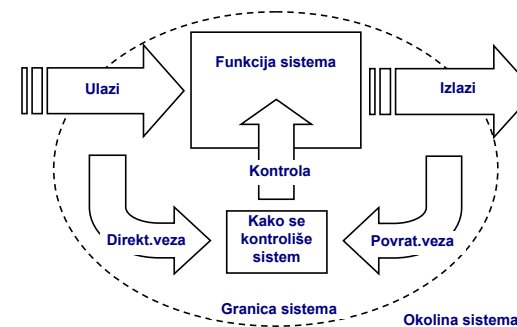 Funkcija sistema
Ulazi
Izlazi
Kontrola
Direkt.veza
Kako se
kontroliše
sistem
Povrat.veza
Granica sistema
Okolina sistema